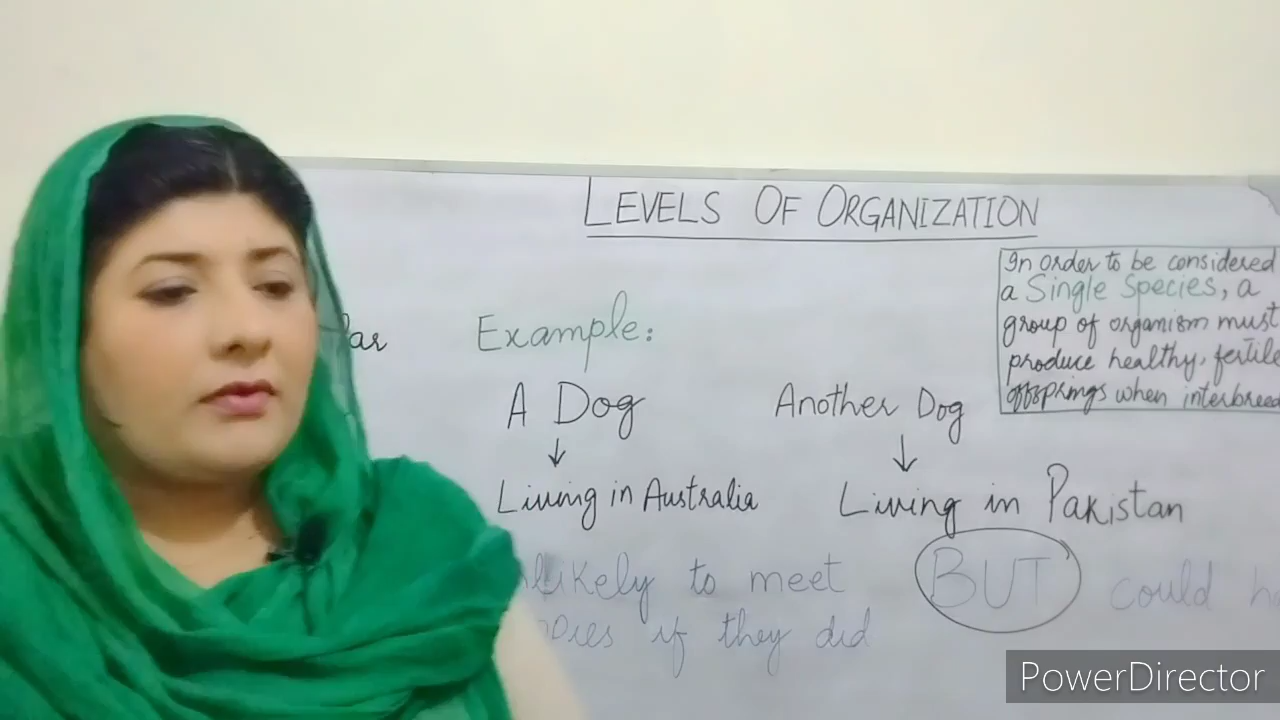 LEVELS OF ORGANIZATION
In order to be considered
a Single Species, a
group of organism must
produce healthy, fertile
offsprings when interbreed
Example:
A Dog
Another Dog
↓
↓
Living in Australia
Living in Pakistan
to meet
BUT could
if they did
PowerDirector